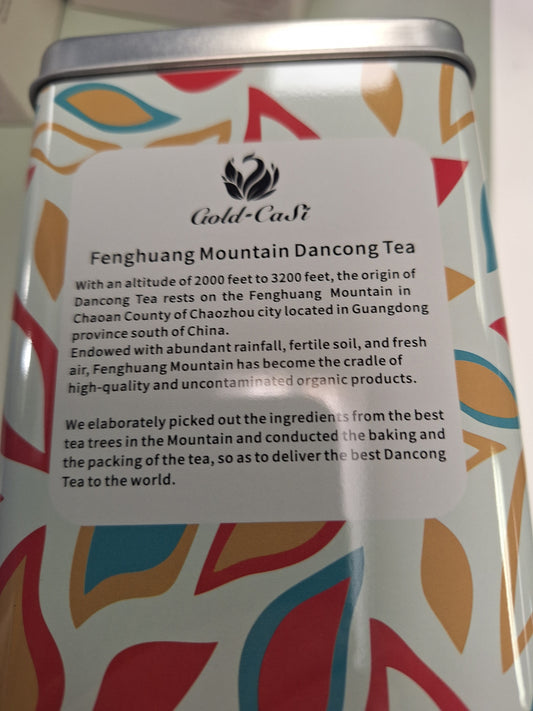 Gold-CaSi
Fenghuang Mountain Dancong Tea
With an altitude of 2000 feet to 3200 feet, the origin of
Dancong Tea rests on the Fenghuang Mountain in
Chaoan County of Chaozhou city located in Guangdong
province south of China.
Endowed with abundant rainfall, fertile soil, and fresh
air, Fenghuang Mountain has become the cradle of
high-quality and uncontaminated organic products.
We elaborately picked out the ingredients from the best
tea trees in the Mountain and conducted the baking and
the packing of the tea, so as to deliver the best Dancong
Tea to the world.